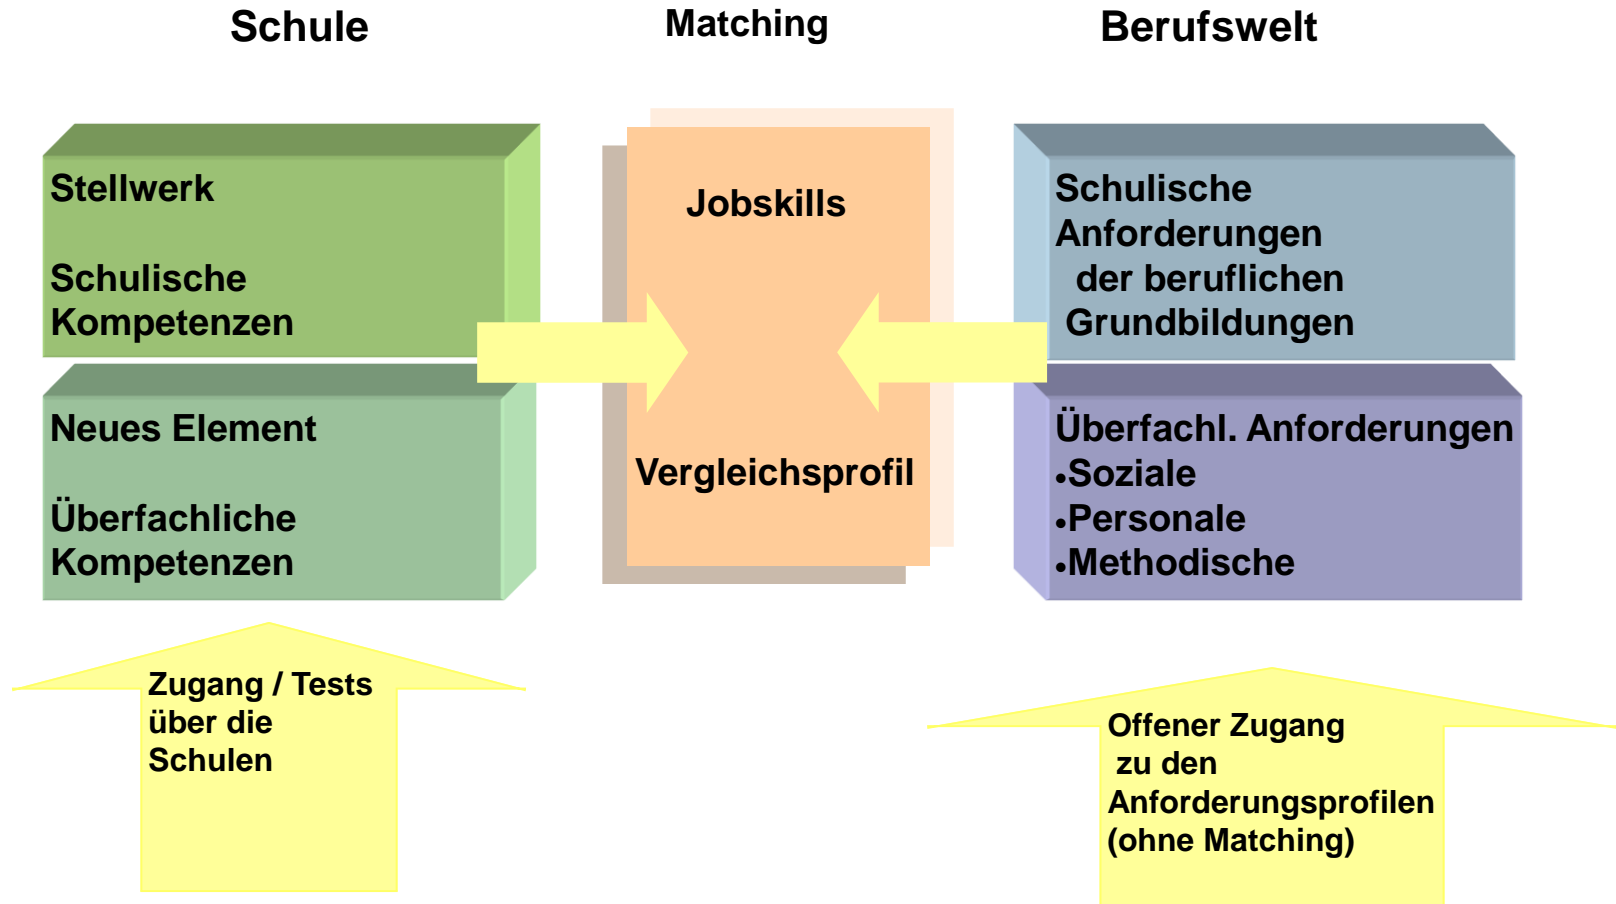 Schule
Matching
Berufswelt
Stellwerk
Schulische
Kompetenzen
Neues Element
Überfachliche
Kompetenzen
Jobskills
Vergleichsprofil
Schulische
Anforderungen
der beruflichen
Grundbildungen
Überfachl. Anforderungen
•Soziale
•Personale
•Methodische
Zugang / Tests
über die
Schulen
Offener Zugang
zu den
Anforderungsprofilen
(ohne Matching)